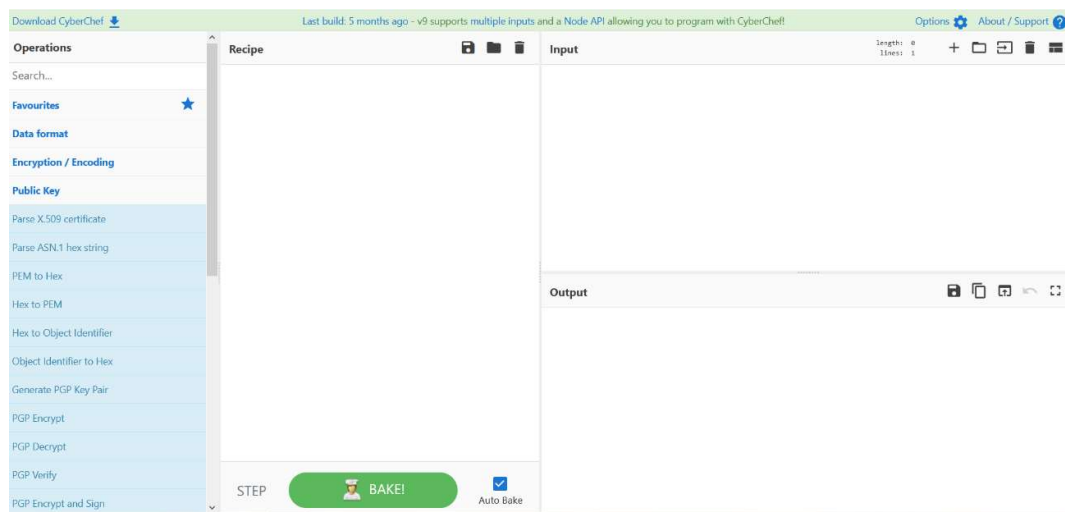 Download CyberChef
Last build: 5 months ago - v9 supports multiple inputs and a Node API allowing you to program with CyberChef!
Options
About / Support
Operations
Search...
Favourites
Data format
Encryption / Encoding
Public Key
Parse X.509 certificate
Parse ASN.1 hex string
PEM to Hex
Hex to PEM
Hex to Object Identifier
Object Identifier to Hex
Generate PGP Key Pair
PGP Encrypt
PGP Decrypt
PGP Verify
PGP Encrypt and Sign
Recipe
STEP
BAKE!
Auto Bake
Input
length: 0
lines: 1
Output